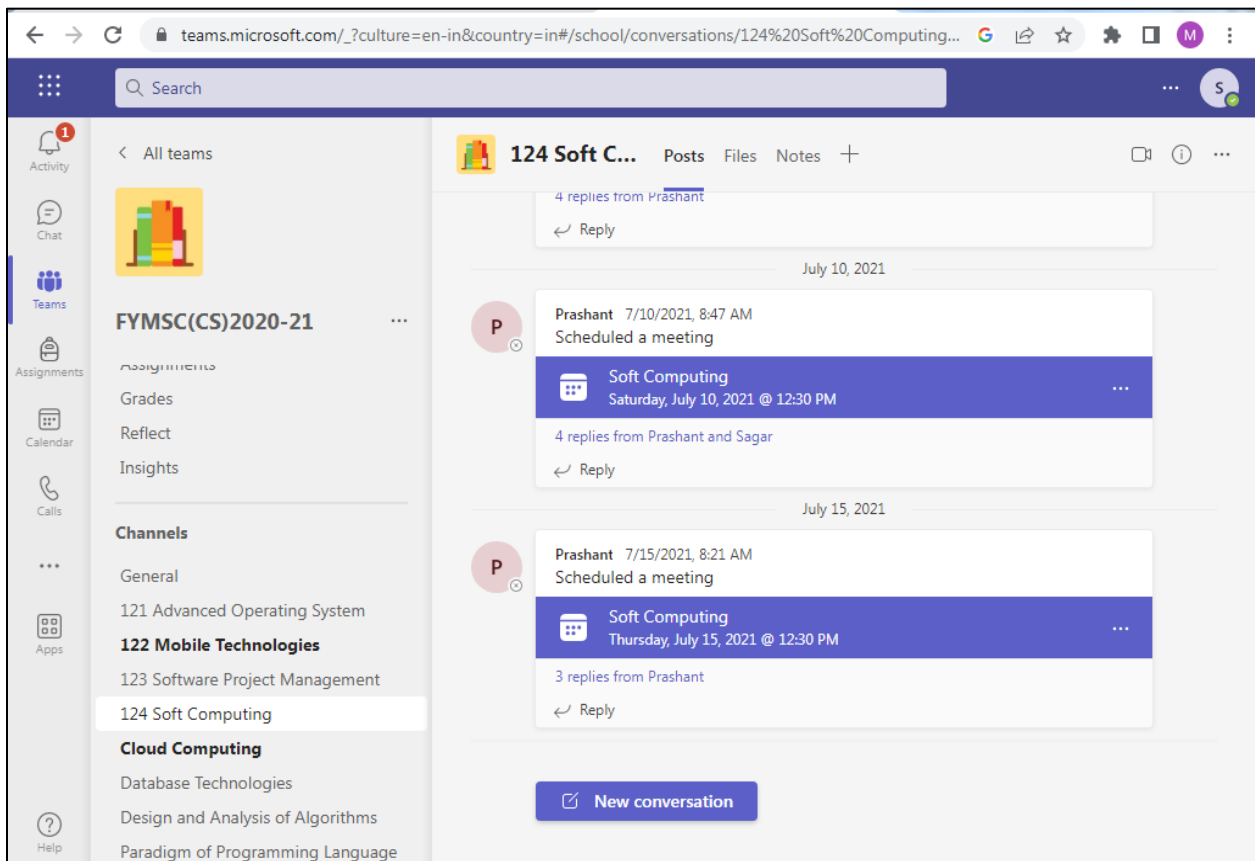 teams.microsoft.com/_?culture=en-in&country=in#/school/conversations/124%20Soft%20Computing...
G
M
Search
...
S
1
Activity
Chat
Teams
Assignments
Calendar
Calls
...
Apps
Help
< All teams
FYMSC(CS)2020-21 ...
Assignments
Grades
Reflect
Insights
Channels
General
121 Advanced Operating System
122 Mobile Technologies
123 Software Project Management
124 Soft Computing
Cloud Computing
Database Technologies
Design and Analysis of Algorithms
Paradigm of Programming Language
124 Soft C... Posts Files Notes +
...
4 replies from Prashant
Reply
July 10, 2021
P
Prashant 7/10/2021, 8:47 AM
Scheduled a meeting
Soft Computing
Saturday, July 10, 2021 @ 12:30 PM
...
4 replies from Prashant and Sagar
Reply
July 15, 2021
P
Prashant 7/15/2021, 8:21 AM
Scheduled a meeting
Soft Computing
Thursday, July 15, 2021 @ 12:30 PM
...
3 replies from Prashant
Reply
New conversation